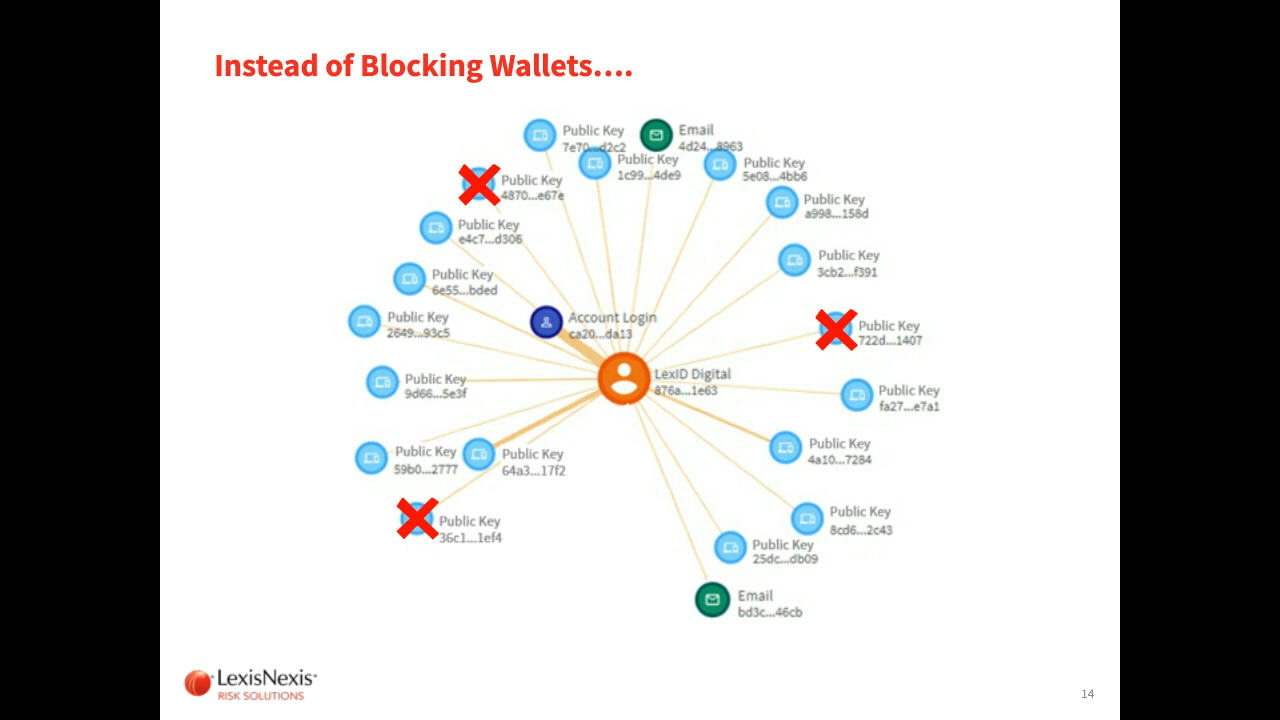 Instead of Blocking Wallets....
Public Key
7e70...d2c2
Email
4d24...8963
Public Key
1c99...4de9
Public Key
5e08...4bb6
Public Key
4870...e67e
Public Key
a998...158d
Public Key
e4c7...d306
Public Key
3cb2...f391
Public Key
6e55...bded
Public Key
2649...93c5
Account Login
ca20...da13
Public Key
722d...1407
LexID Digital
876a...1e63
Public Key
9d66...5e3f
Public Key
fa27...e7a1
Public Key
4a10...7284
Public Key
59b0...2777
Public Key
64a3...17f2
Public Key
36c1...1ef4
Public Key
8cd6...2c43
Public Key
25dc...db09
Email
bd3c...46cb
LexisNexis®
RISK SOLUTIONS
14